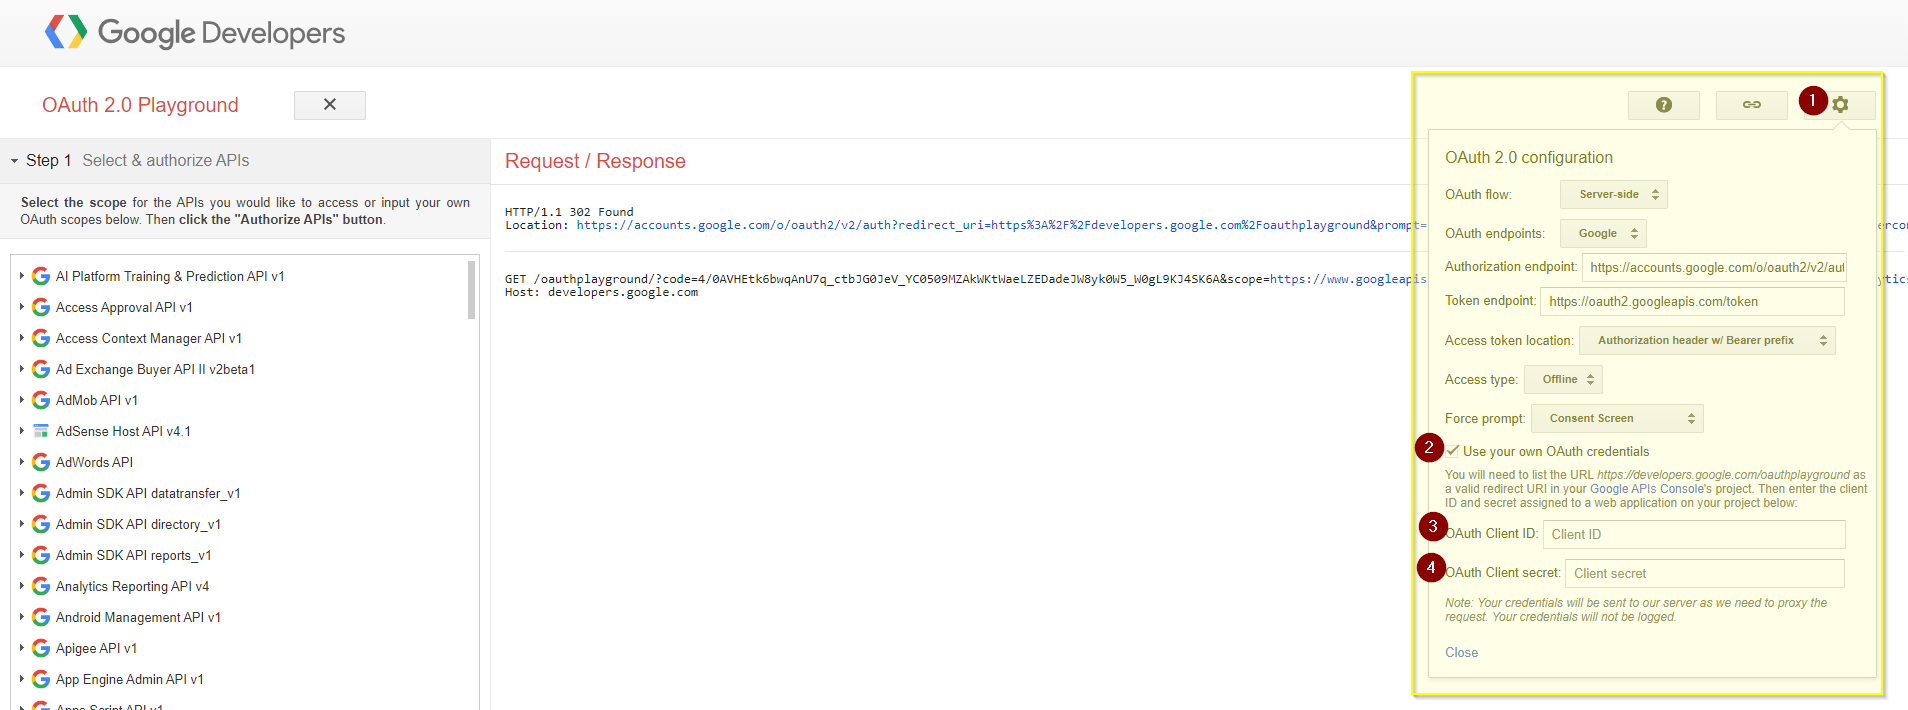 Google Developers
OAuth 2.0 Playground
✕
?
1
Step 1 Select & authorize APIs
Select the scope for the APIs you would like to access or input your own
OAuth scopes below. Then click the "Authorize APIs" button.
AI Platform Training & Prediction API v1
Access Approval API v1
Access Context Manager API v1
Ad Exchange Buyer API II v2beta1
AdMob API v1
AdSense Host API v4.1
AdWords API
Admin SDK API datatransfer_v1
Admin SDK API directory_v1
Admin SDK API reports_v1
Analytics Reporting API v4
Android Management API v1
Apigee API v1
App Engine Admin API v1
Apps Script API v1
Request / Response
HTTP/1.1 302 Found
Location: https://accounts.google.com/o/oauth2/v2/auth?redirect_uri=https%3A%2F%2Fdevelopers.google.com%2Foauthplayground&prompt=
GET /oauthplayground/?code=4/0AVHEtk6bwqAnU7q_ctbJG0JeV_YC0509MZAkWKtWaeLZEDadeJW8yk0W5_W0gL9KJ4SK6A&scope=https://www.googleapis
Host: developers.google.com
OAuth 2.0 configuration
OAuth flow: Server-side
OAuth endpoints: Google
Authorization endpoint: https://accounts.google.com/o/oauth2/v2/aut
Token endpoint: https://oauth2.googleapis.com/token
Access token location: Authorization header w/ Bearer prefix
Access type: Offline
Force prompt: Consent Screen
2 Use your own OAuth credentials
You will need to list the URL https://developers.google.com/oauthplayground as
a valid redirect URI in your Google APIs Console's project. Then enter the client
ID and secret assigned to a web application on your project below:
3 OAuth Client ID: Client ID
4 OAuth Client secret: Client secret
Note: Your credentials will be sent to our server as we need to proxy the
request. Your credentials will not be logged.
Close